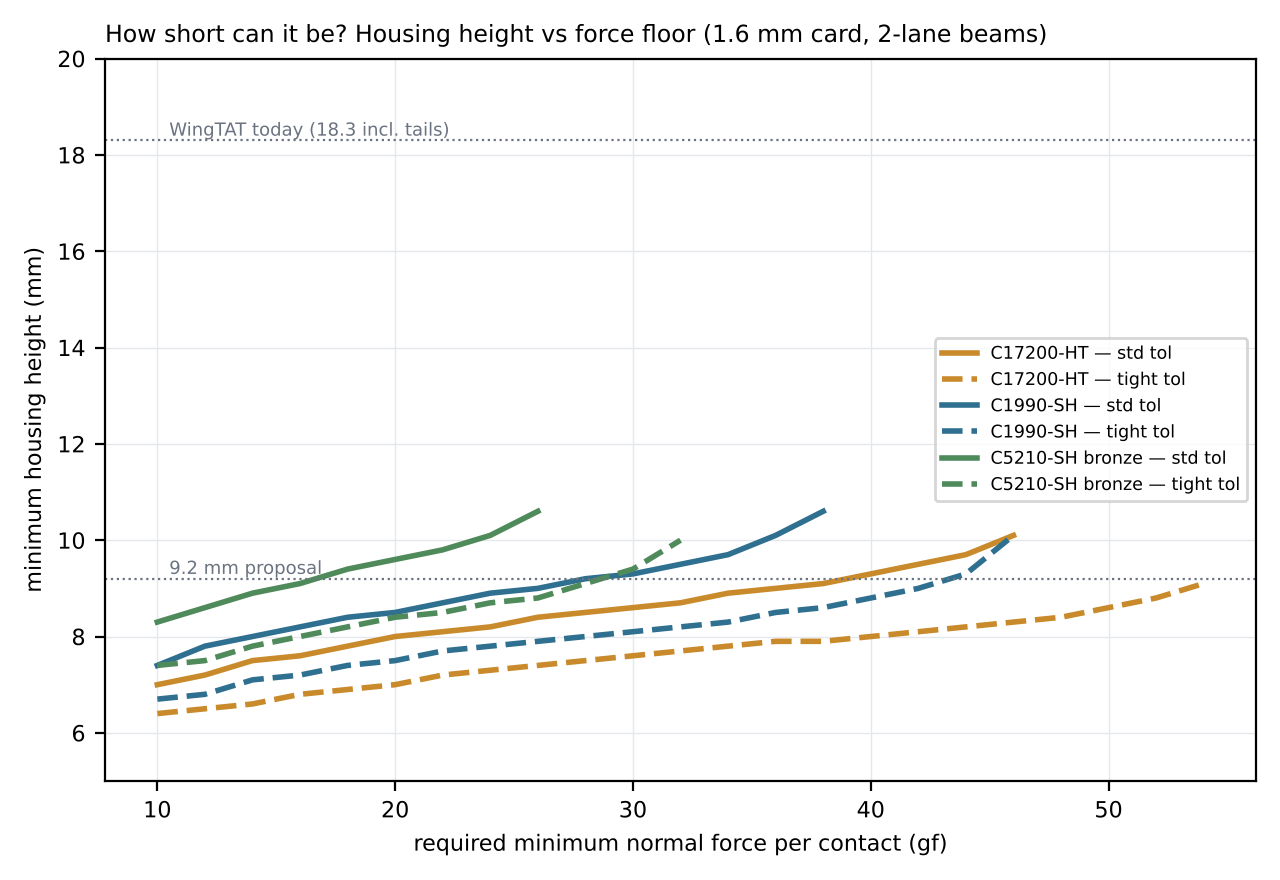 How short can it be? Housing height vs force floor (1.6 mm card, 2-lane beams)
20
18
16
14
12
10
8
6
minimum housing height (mm)
WingTAT today (18.3 incl. tails)
9.2 mm proposal
C17200-HT — std tol
C17200-HT — tight tol
C1990-SH — std tol
C1990-SH — tight tol
C5210-SH bronze — std tol
C5210-SH bronze — tight tol
10 20 30 40 50
required minimum normal force per contact (gf)